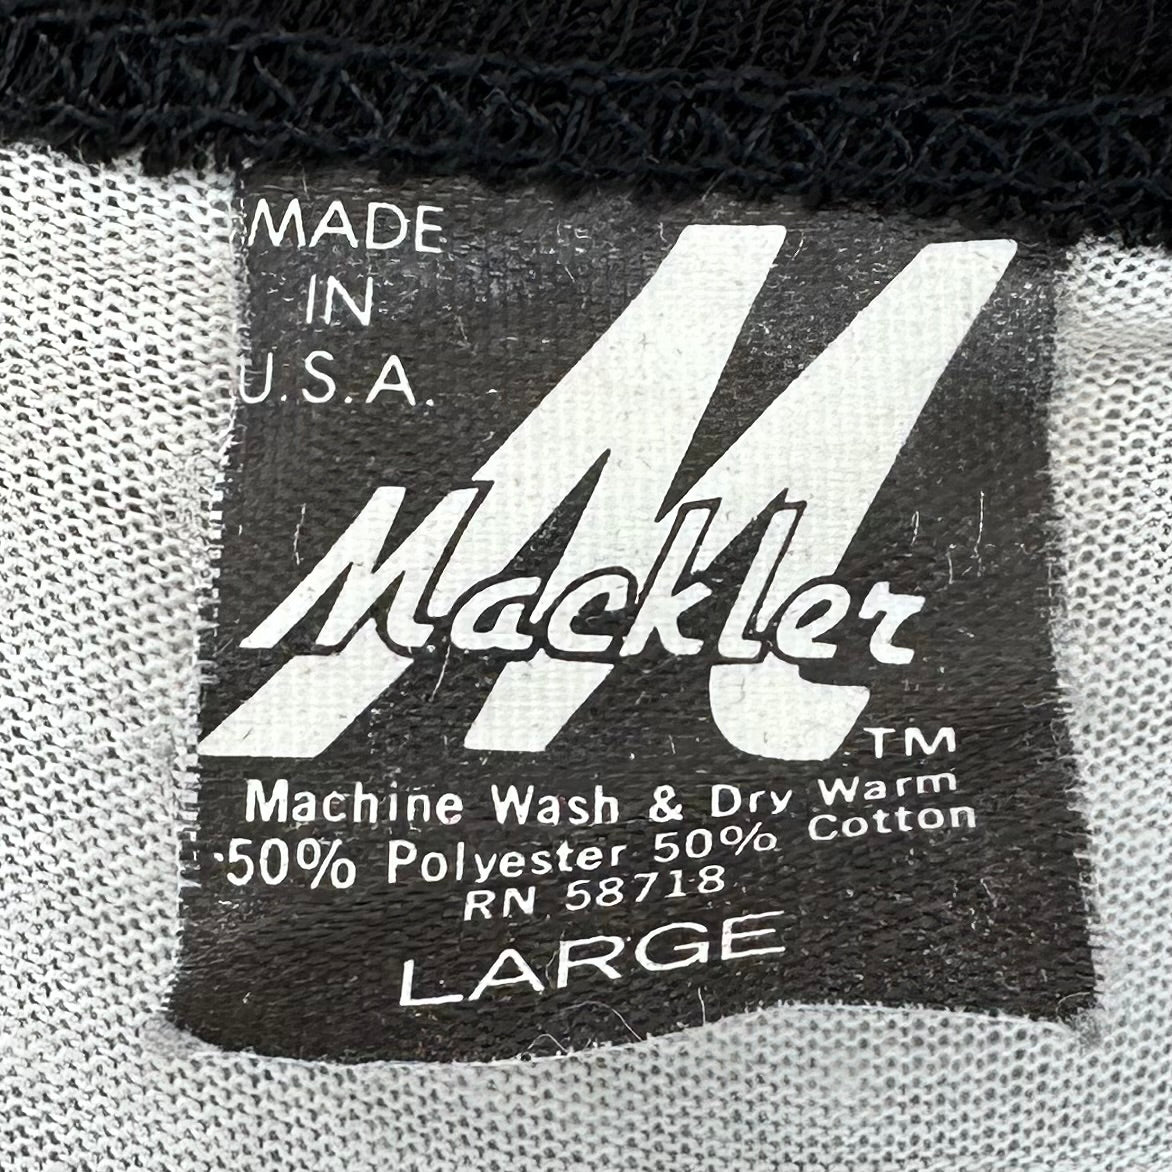 MADE
IN
U.S.A.
M
Mackler
TM
Machine Wash & Dry Warm
50% Polyester 50% Cotton
RN 58718
LARGE